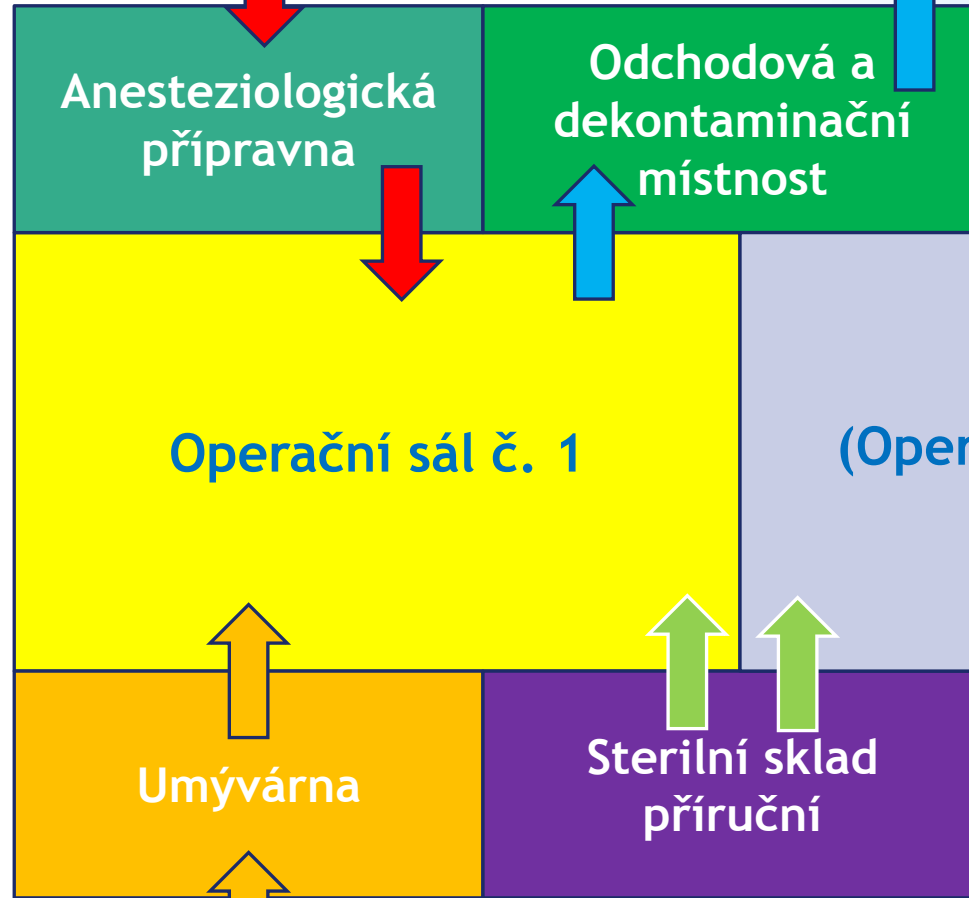 Anesteziologická
přípravna
Odchodová a
dekontaminační
místnost
Operační sál č. 1
(Oper
Umývárna
Sterilní sklad
příruční